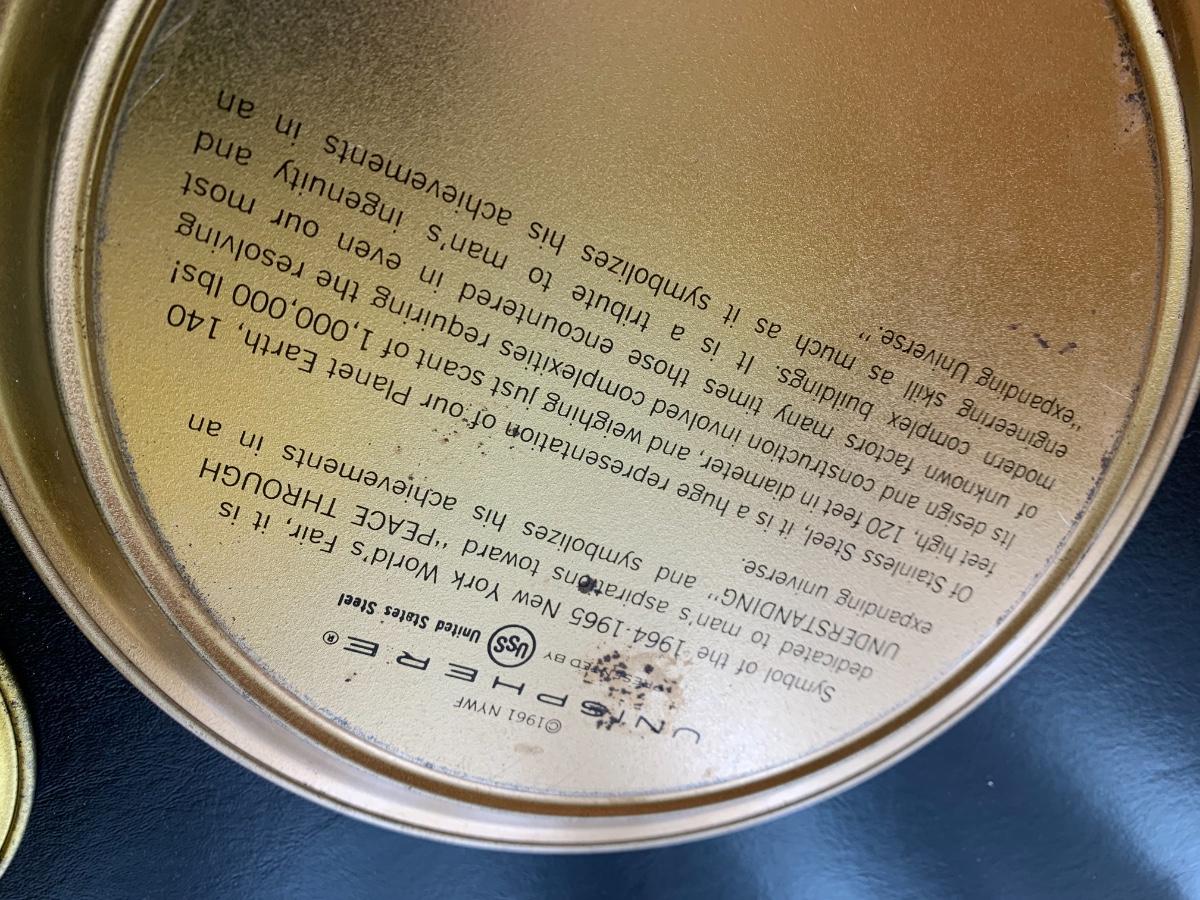 ©1961 NYWF
UNISPHERE®
PRESENTED BY USS United States Steel
Symbol of the 1964-1965 New York World's Fair, it is
dedicated to man's aspirations toward "PEACE THROUGH
UNDERSTANDING" and symbolizes his achievements in an
expanding universe.
Of Stainless Steel, it is a huge representation of our Planet Earth, 140
feet high, 120 feet in diameter, and weighing just scant of 1,000,000 lbs!
Its design and construction involved complexities requiring the resolving
of unknown factors many times those encountered in even our most
modern complex buildings. It is a tribute to man's ingenuity and
engineering skill as much as it symbolizes his achievements in an
"expanding Universe."